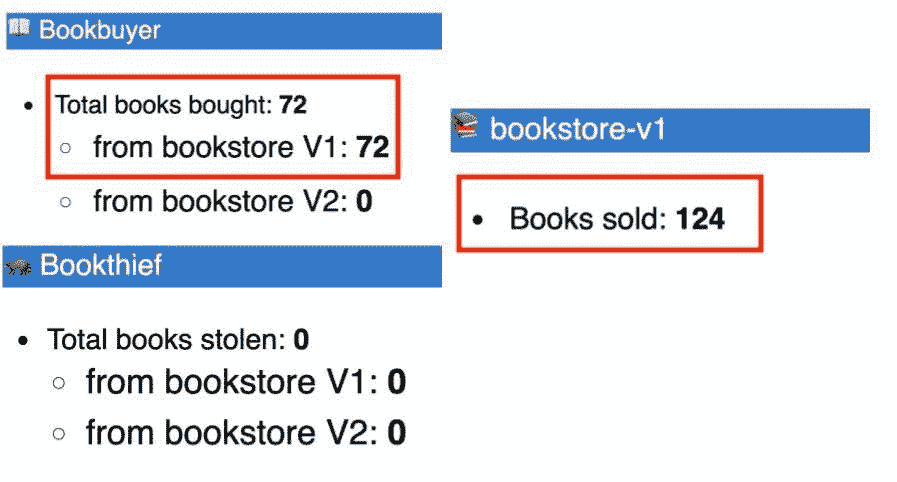 Bookbuyer
Total books bought: 72
from bookstore V1: 72
from bookstore V2: 0
Bookthief
Total books stolen: 0
from bookstore V1: 0
from bookstore V2: 0
bookstore-v1
Books sold: 124